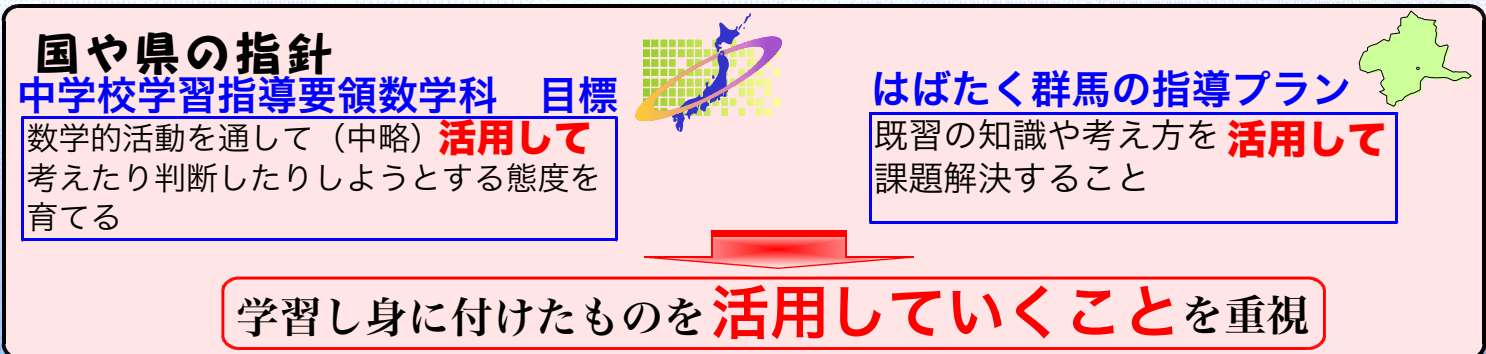 国や県の指針
中学校学習指導要領数学科　目標
数学的活動を通して（中略）活用して
考えたり判断したりしようとする態度を
育てる
はばたく群馬の指導プラン
既習の知識や考え方を 活用して
課題解決すること
学習し身に付けたものを活用していくことを重視